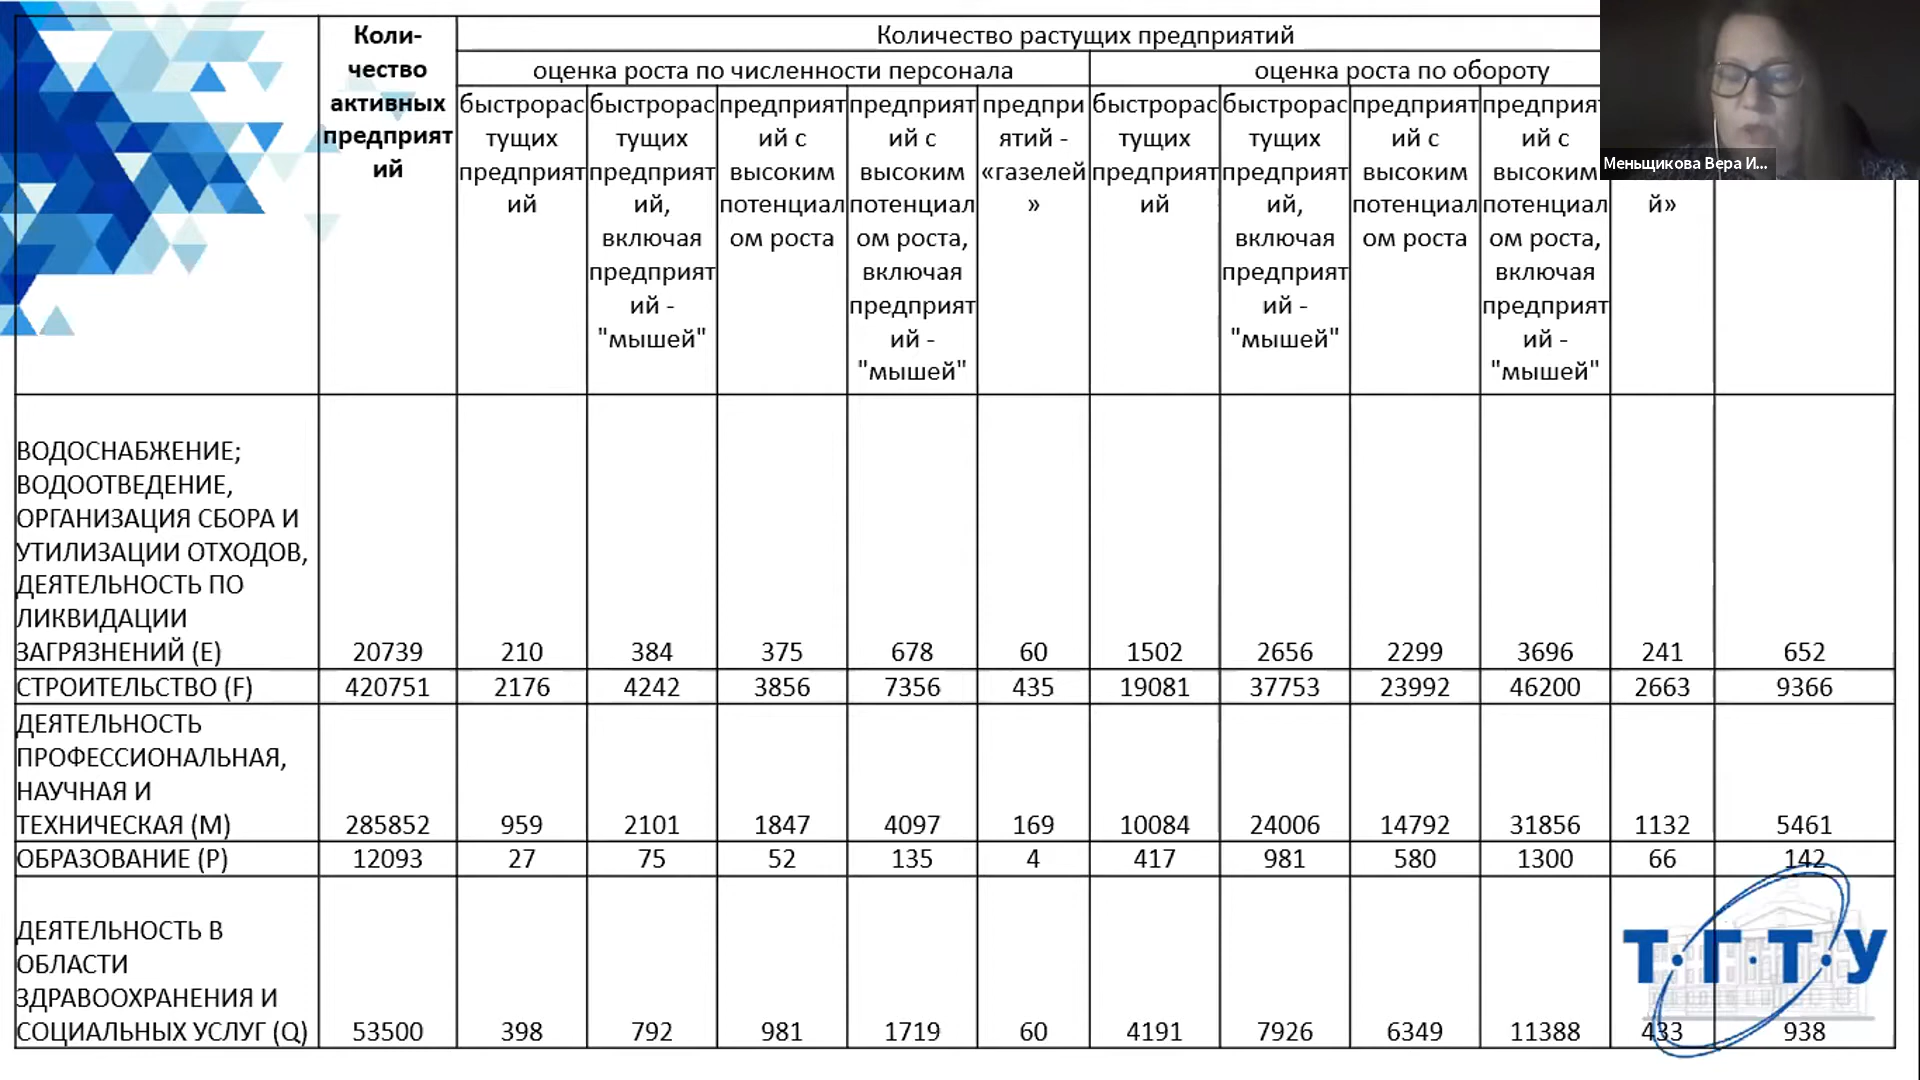 Коли-
чество
активных
предприят
ий
Количество растущих предприятий
оценка роста по численности персонала
оценка роста по обороту
быстрорас
тущих
предприят
ий
быстрорас
тущих
предприят
ий,
включая
предприят
ий -
"мышей"
предприят
ий с
высоким
потенциал
ом роста
предприят
ий с
высоким
потенциал
ом роста,
включая
предприят
ий -
"мышей"
предпри
ятий -
«газелей
»
быстрорас
тущих
предприят
ий
быстрорас
тущих
предприят
ий,
включая
предприят
ий -
"мышей"
предприят
ий с
высоким
потенциал
ом роста
предприят
ий с
высоким
потенциал
ом роста,
включая
предприят
ий -
"мышей"
й»
Меньщикова Вера И...
ВОДОСНАБЖЕНИЕ;
ВОДООТВЕДЕНИЕ,
ОРГАНИЗАЦИЯ СБОРА И
УТИЛИЗАЦИИ ОТХОДОВ,
ДЕЯТЕЛЬНОСТЬ ПО
ЛИКВИДАЦИИ
ЗАГРЯЗНЕНИЙ (E) 20739 210 384 375 678 60 1502 2656 2299 3696 241 652
СТРОИТЕЛЬСТВО (F) 420751 2176 4242 3856 7356 435 19081 37753 23992 46200 2663 9366
ДЕЯТЕЛЬНОСТЬ
ПРОФЕССИОНАЛЬНАЯ,
НАУЧНАЯ И
ТЕХНИЧЕСКАЯ (M) 285852 959 2101 1847 4097 169 10084 24006 14792 31856 1132 5461
ОБРАЗОВАНИЕ (P) 12093 27 75 52 135 4 417 981 580 1300 66 142
ДЕЯТЕЛЬНОСТЬ В
ОБЛАСТИ
ЗДРАВООХРАНЕНИЯ И
СОЦИАЛЬНЫХ УСЛУГ (Q) 53500 398 792 981 1719 60 4191 7926 6349 11388 433 938
Т·Г·Т·У